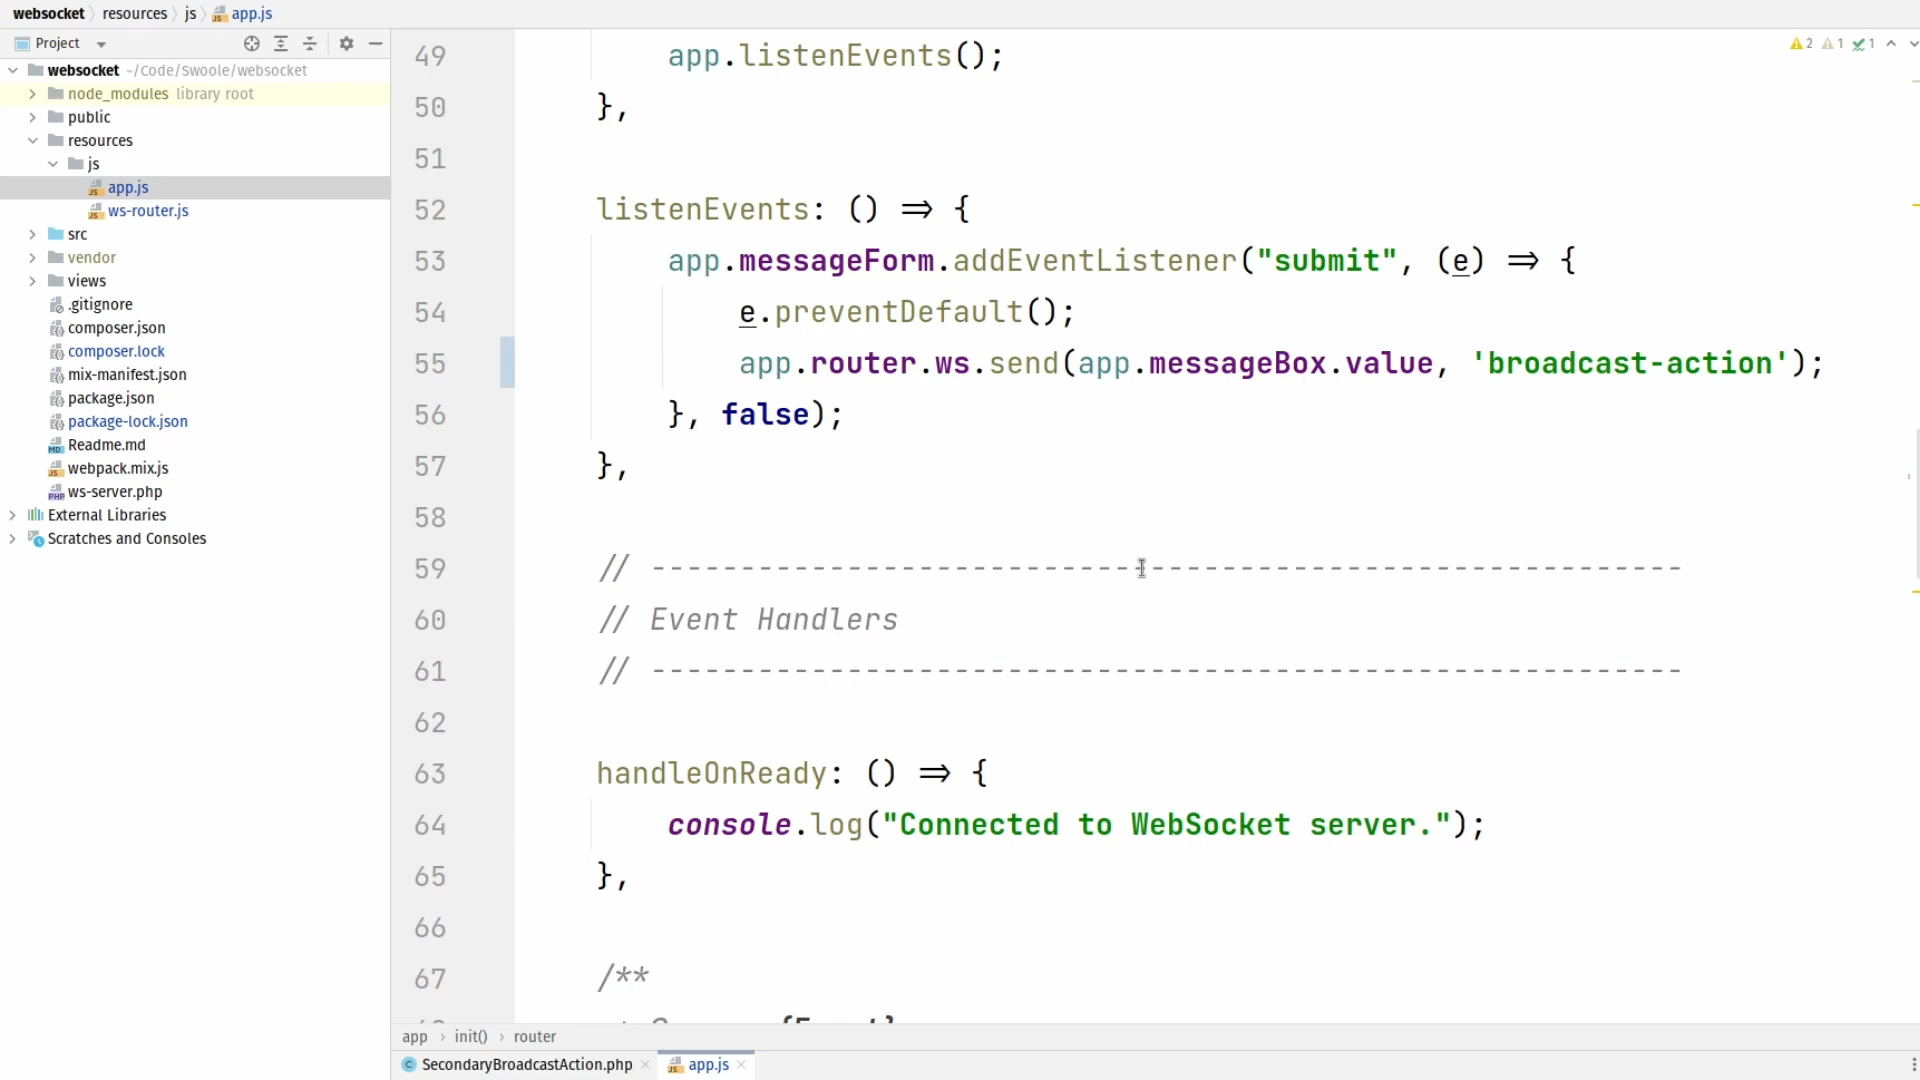 websocket resources js app.js
Project
websocket ~/Code/Swoole/websocket
node_modules library root
public
resources
js
app.js
ws-router.js
src
vendor
views
.gitignore
composer.json
composer.lock
mix-manifest.json
package.json
package-lock.json
Readme.md
webpack.mix.js
ws-server.php
External Libraries
Scratches and Consoles
2 1 1
49 app.listenEvents();
50 },
51
52 listenEvents: () => {
53 app.messageForm.addEventListener("submit", (e) => {
54 e.preventDefault();
55 app.router.ws.send(app.messageBox.value, 'broadcast-action');
56 }, false);
57 },
58
59 // ----------------------------------------------------------
60 // Event Handlers
61 // ----------------------------------------------------------
62
63 handleOnReady: () => {
64 console.log("Connected to WebSocket server.");
65 },
66
67 /**
app init() router
SecondaryBroadcastAction.php app.js